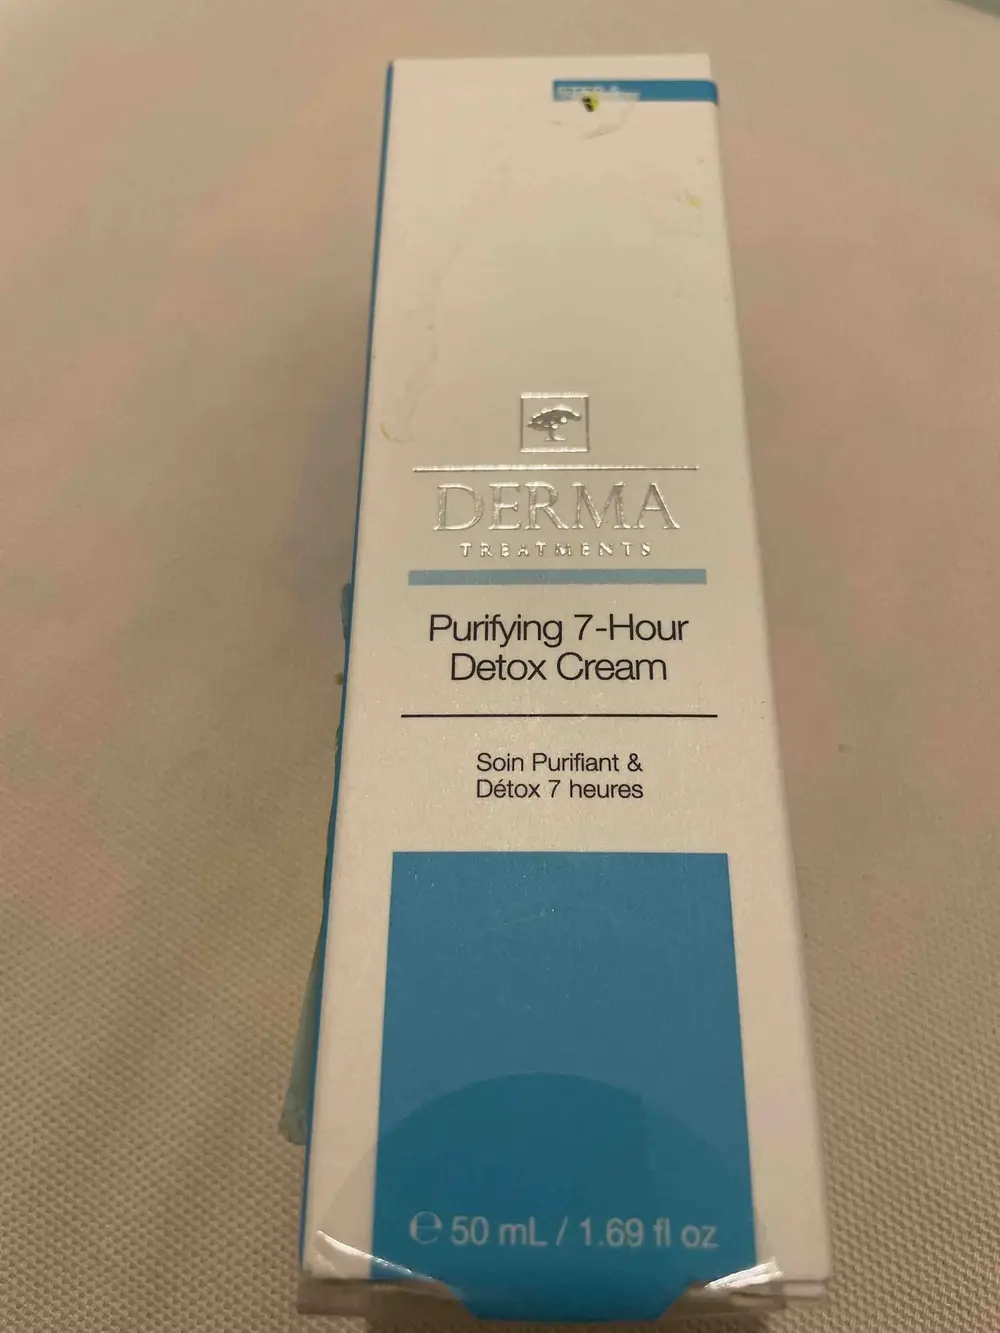 DERMA
TREATMENTS
Purifying 7-Hour
Detox Cream
Soin Purifiant &
Détox 7 heures
℮ 50 mL / 1.69 fl oz